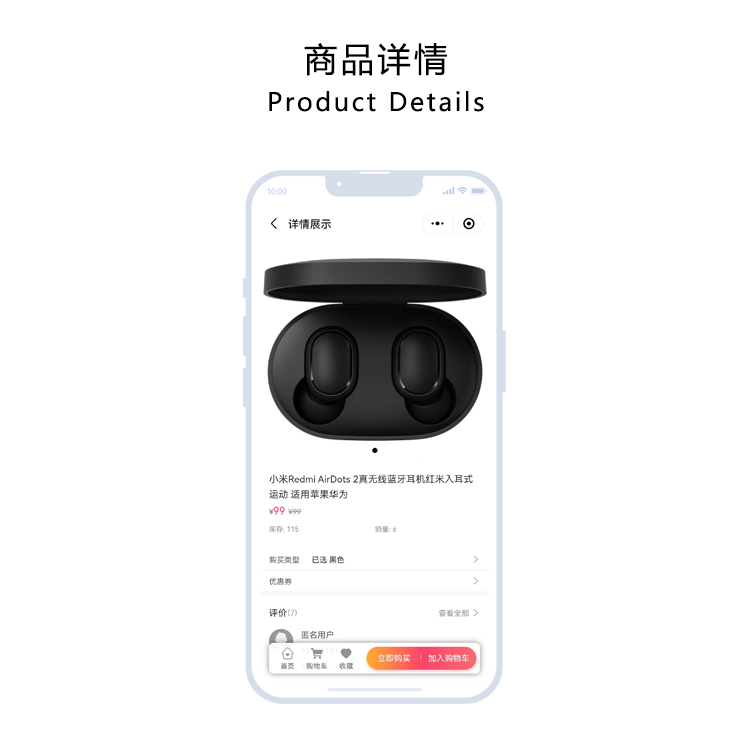 商品详情
Product Details
10:00
详情展示
小米Redmi AirDots 2真无线蓝牙耳机红米入耳式
运动 适用苹果华为
¥99 ¥99
库存: 115 销量: 6
购买类型 已选 黑色
优惠券
评价(7) 查看全部
匿名用户
首页 购物车 收藏 立即购买 加入购物车